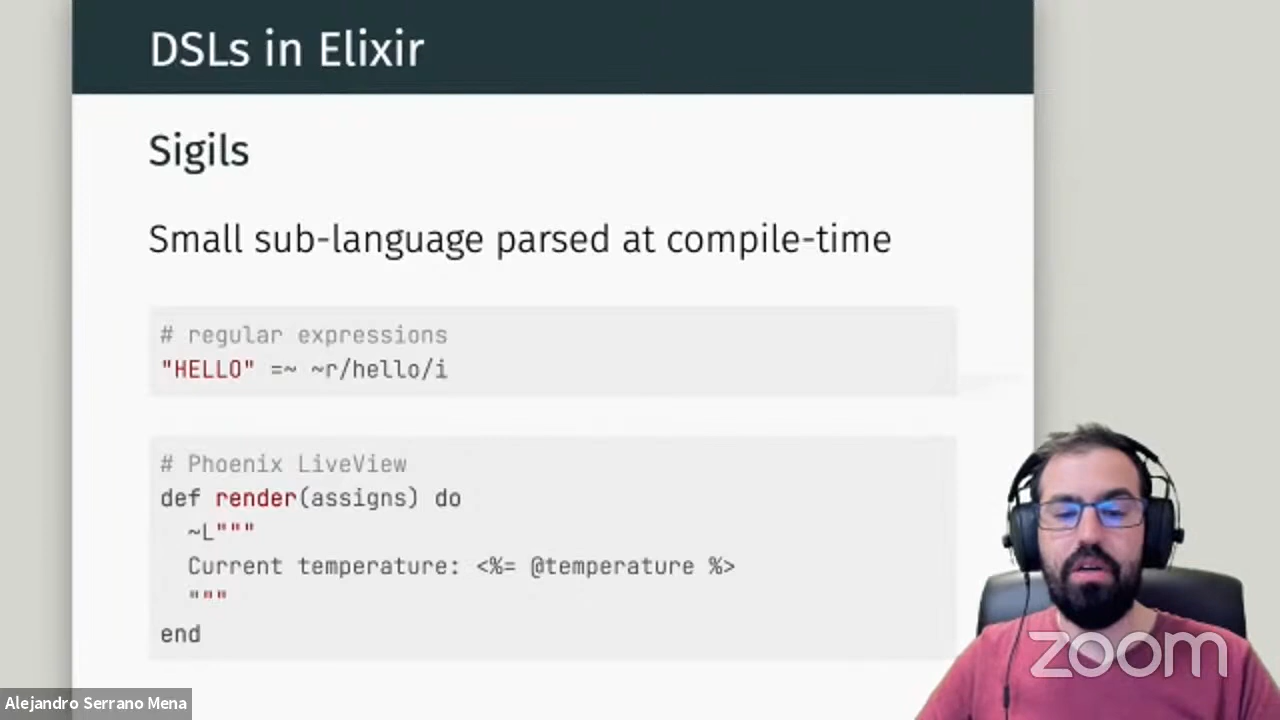 DSLs in Elixir
Sigils
Small sub-language parsed at compile-time
# regular expressions
"HELLO" =~ ~r/hello/i
# Phoenix LiveView
def render(assigns) do
~L"""
Current temperature: <%= @temperature %>
"""
end
zoom
Alejandro Serrano Mena